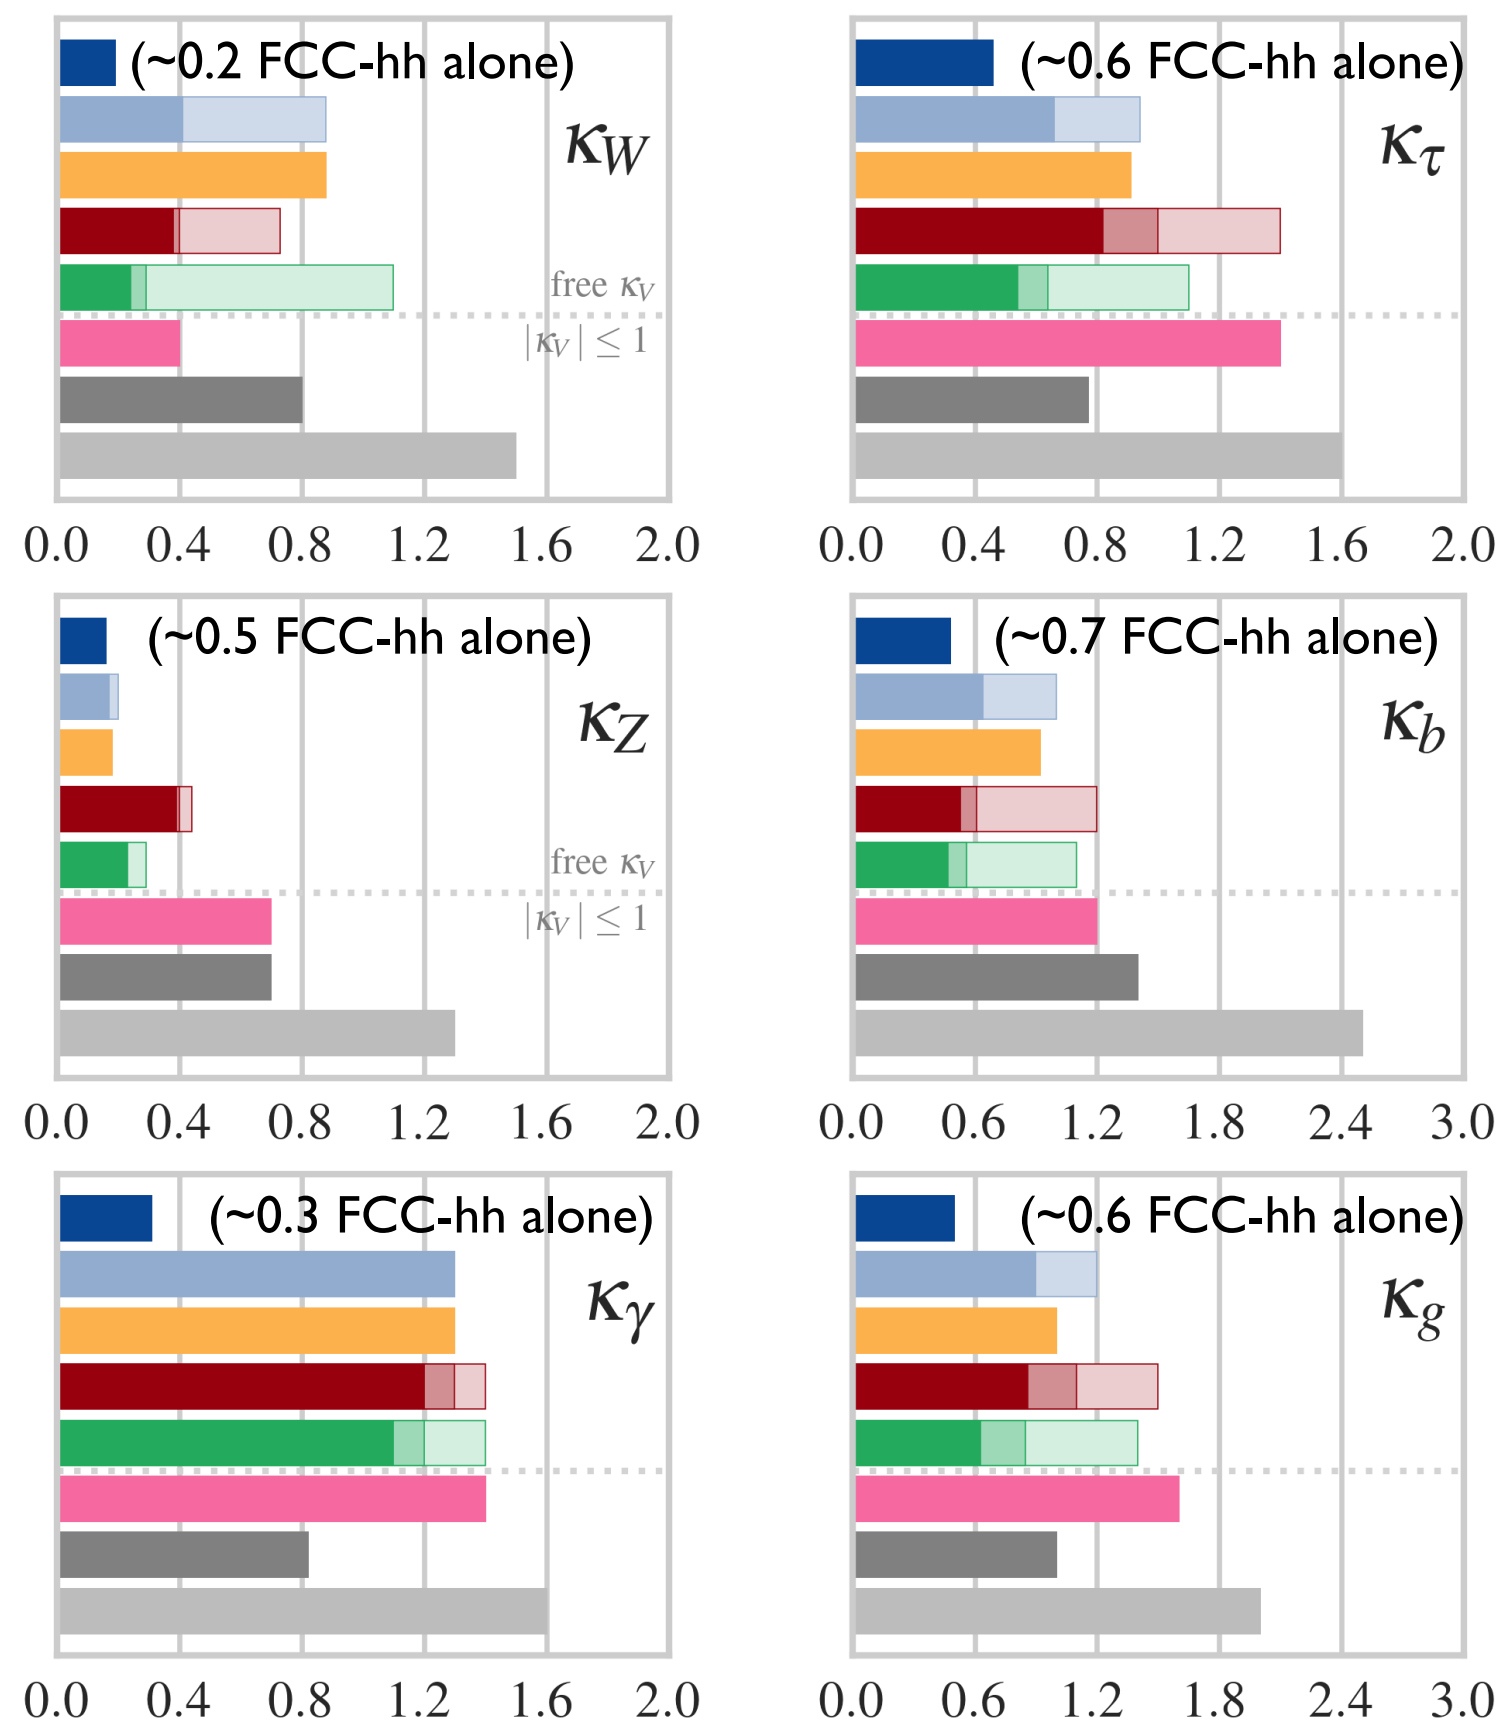 (~0.2 FCC-hh alone)
κW
free κV
|κV| ≤ 1
0.0 0.4 0.8 1.2 1.6 2.0
(~0.6 FCC-hh alone)
κτ
0.0 0.4 0.8 1.2 1.6 2.0
(~0.5 FCC-hh alone)
κZ
free κV
|κV| ≤ 1
0.0 0.4 0.8 1.2 1.6 2.0
(~0.7 FCC-hh alone)
κb
0.0 0.6 1.2 1.8 2.4 3.0
(~0.3 FCC-hh alone)
κγ
0.0 0.4 0.8 1.2 1.6 2.0
(~0.6 FCC-hh alone)
κg
0.0 0.6 1.2 1.8 2.4 3.0